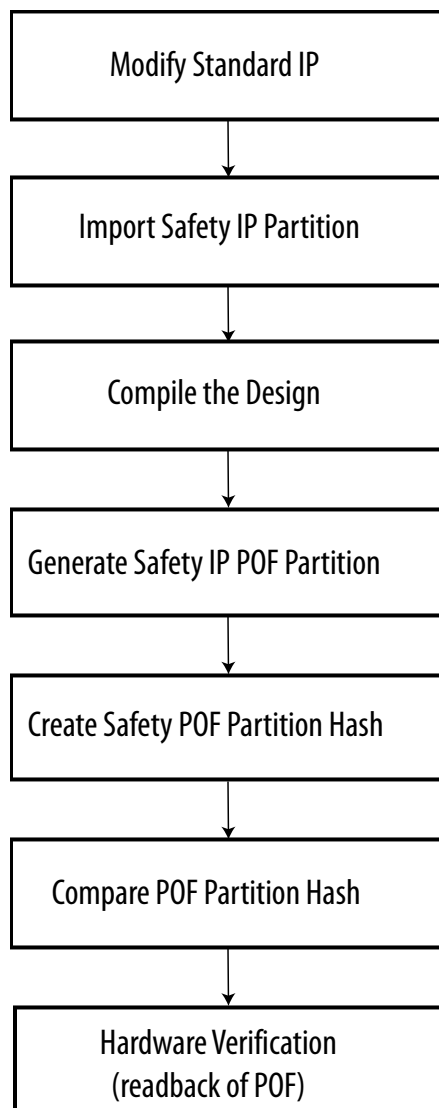 Modify Standard IP
Import Safety IP Partition
Compile the Design
Generate Safety IP POF Partition
Create Safety POF Partition Hash
Compare POF Partition Hash
Hardware Verification
(readback of POF)